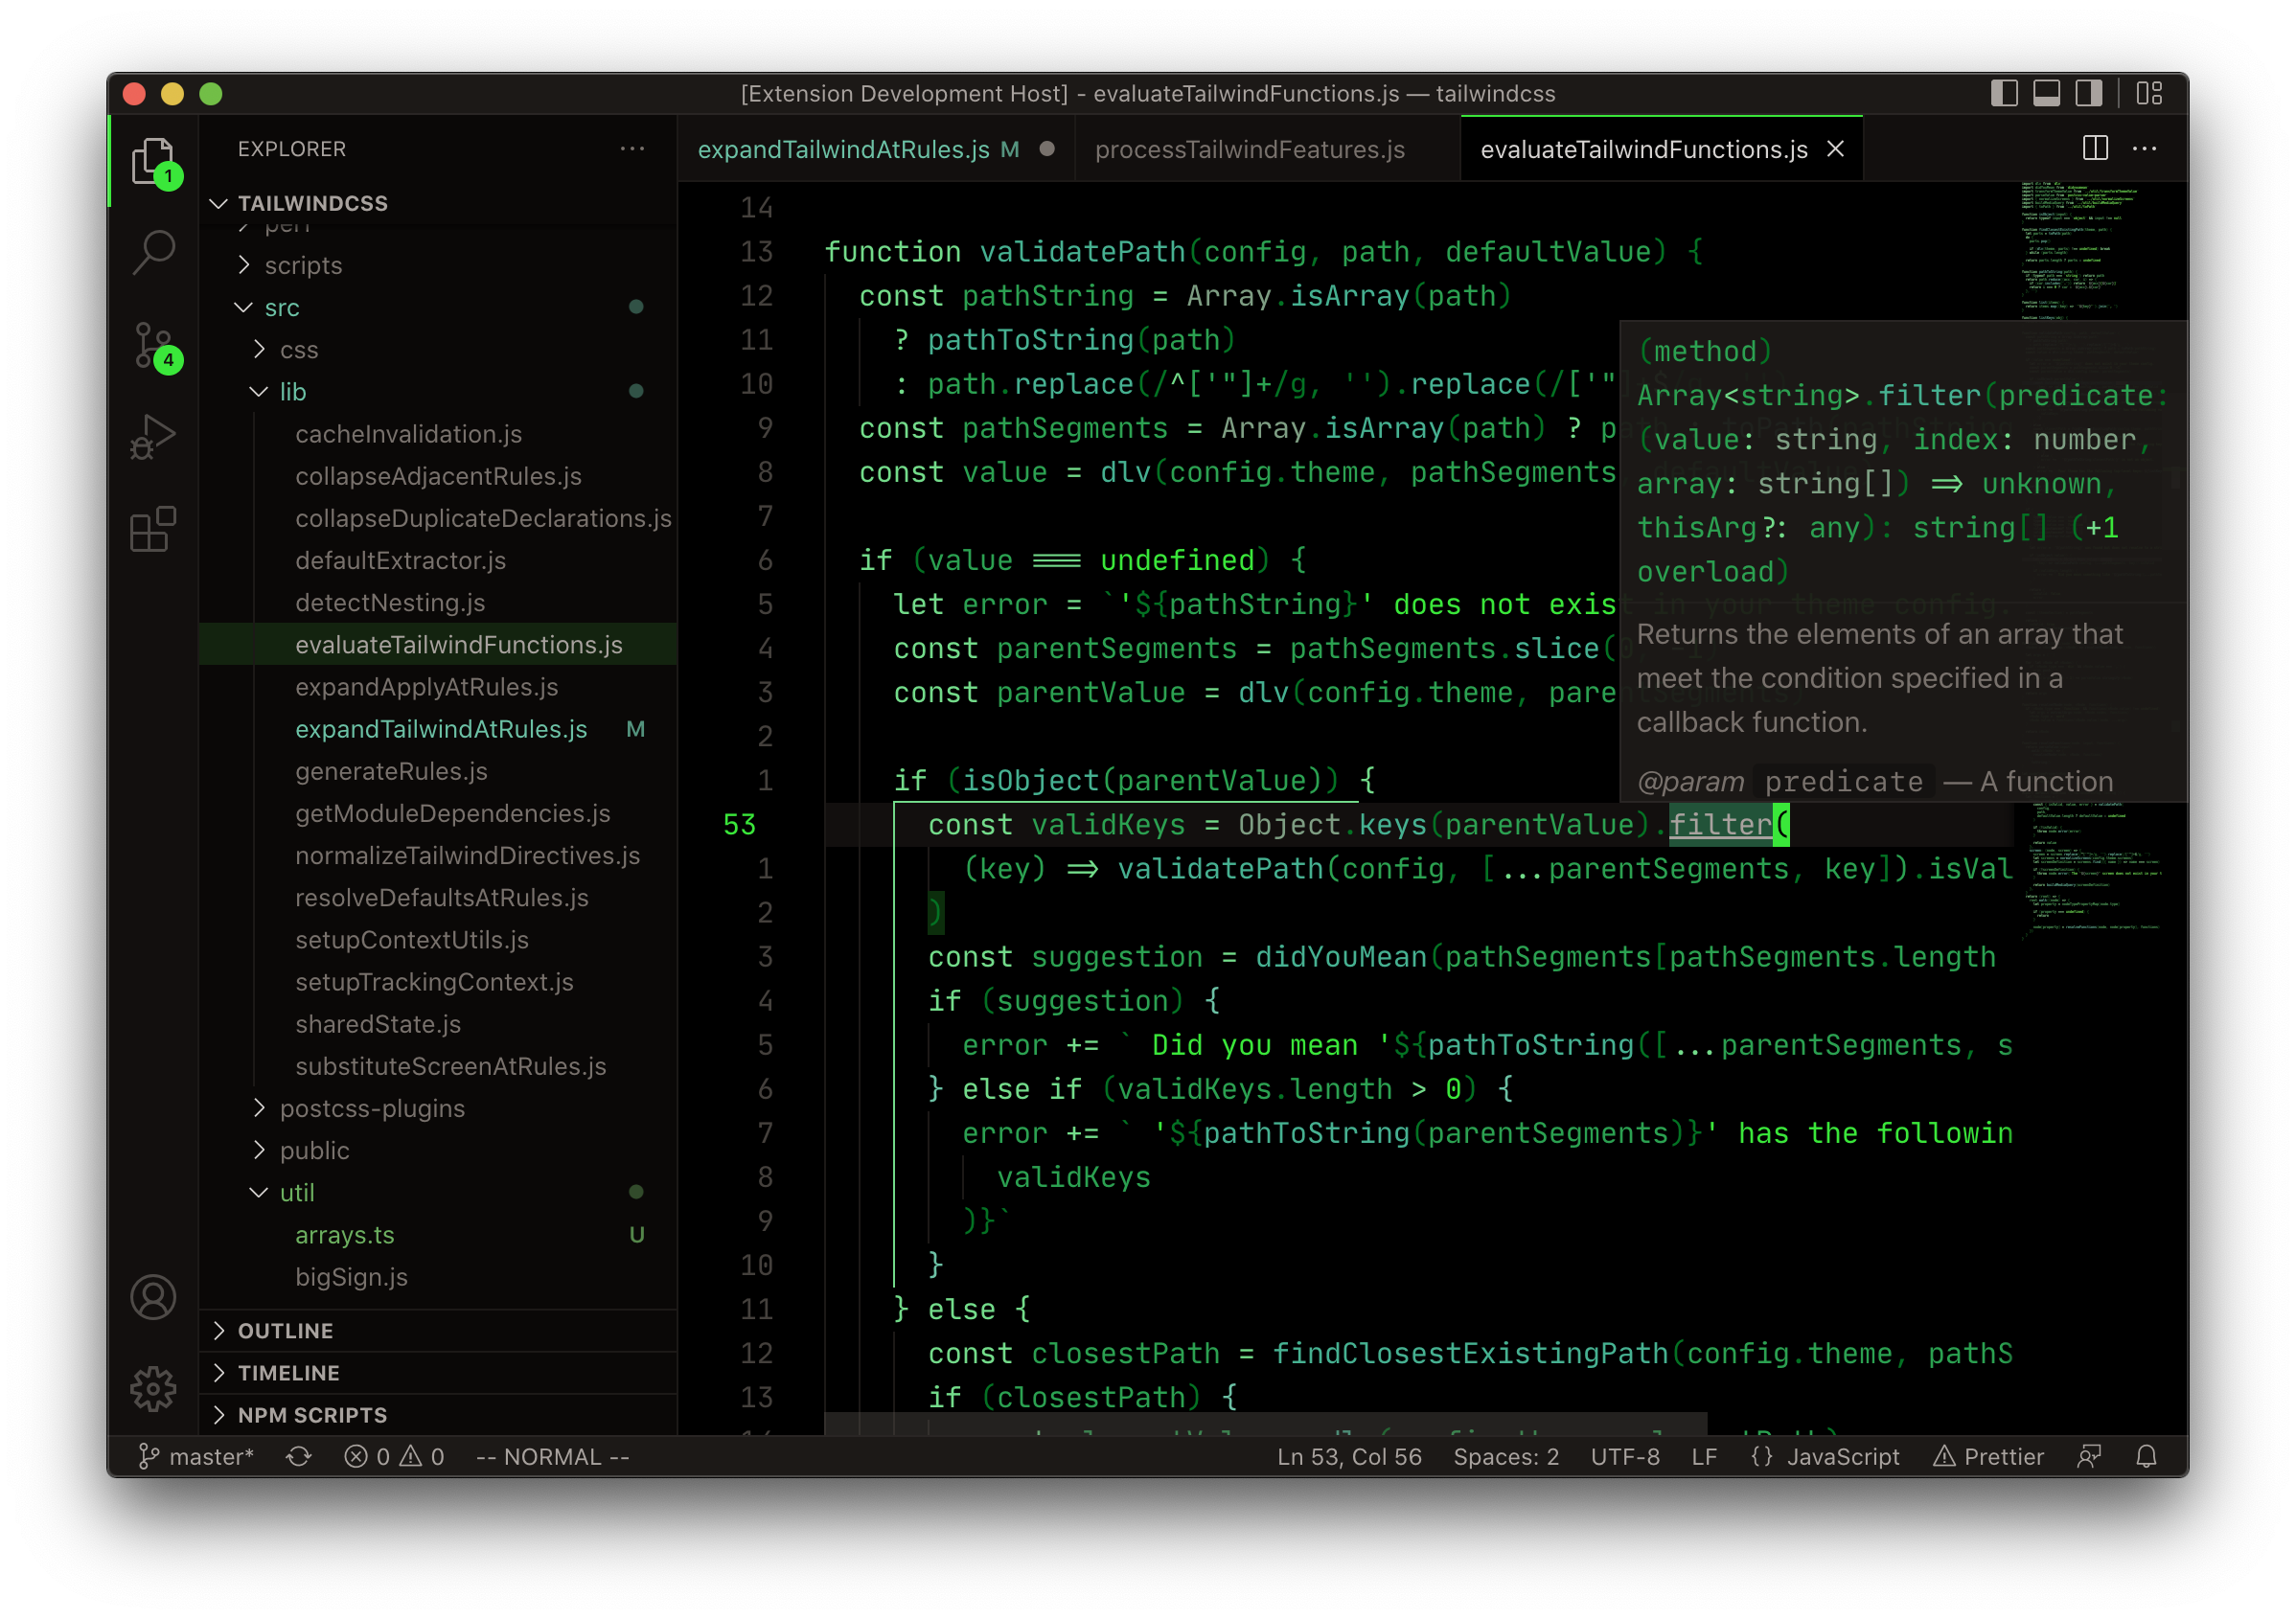 [Extension Development Host] - evaluateTailwindFunctions.js — tailwindcss
1
4
EXPLORER
TAILWINDCSS
perf
scripts
src
css
lib
cacheInvalidation.js
collapseAdjacentRules.js
collapseDuplicateDeclarations.js
defaultExtractor.js
detectNesting.js
evaluateTailwindFunctions.js
expandApplyAtRules.js
expandTailwindAtRules.js M
generateRules.js
getModuleDependencies.js
normalizeTailwindDirectives.js
resolveDefaultsAtRules.js
setupContextUtils.js
setupTrackingContext.js
sharedState.js
substituteScreenAtRules.js
postcss-plugins
public
util
arrays.ts U
bigSign.js
OUTLINE
TIMELINE
NPM SCRIPTS
expandTailwindAtRules.js M processTailwindFeatures.js evaluateTailwindFunctions.js
14
13 function validatePath(config, path, defaultValue) {
12 const pathString = Array.isArray(path)
11 ? pathToString(path)
10 : path.replace(/^['"]+/g, '').replace(/['"]
9 const pathSegments = Array.isArray(path) ? p
8 const value = dlv(config.theme, pathSegments
7
6 if (value === undefined) {
5 let error = `'${pathString}' does not exist in your theme config.
4 const parentSegments = pathSegments.slice(0, -1)
3 const parentValue = dlv(config.theme, parentSegments)
2
1 if (isObject(parentValue)) {
53 const validKeys = Object.keys(parentValue).filter(
1 (key) => validatePath(config, [...parentSegments, key]).isVal
2 )
3 const suggestion = didYouMean(pathSegments[pathSegments.length
4 if (suggestion) {
5 error += ` Did you mean '${pathToString([...parentSegments, s
6 } else if (validKeys.length > 0) {
7 error += ` '${pathToString(parentSegments)}' has the followin
8 validKeys
9 )}`
10 }
11 } else {
12 const closestPath = findClosestExistingPath(config.theme, pathS
13 if (closestPath) {
(method)
Array<string>.filter(predicate:
(value: string, index: number,
array: string[]) => unknown,
thisArg?: any): string[] (+1
overload)
Returns the elements of an array that
meet the condition specified in a
callback function.
@param predicate — A function
master* 0 0 -- NORMAL -- Ln 53, Col 56 Spaces: 2 UTF-8 LF {} JavaScript Prettier